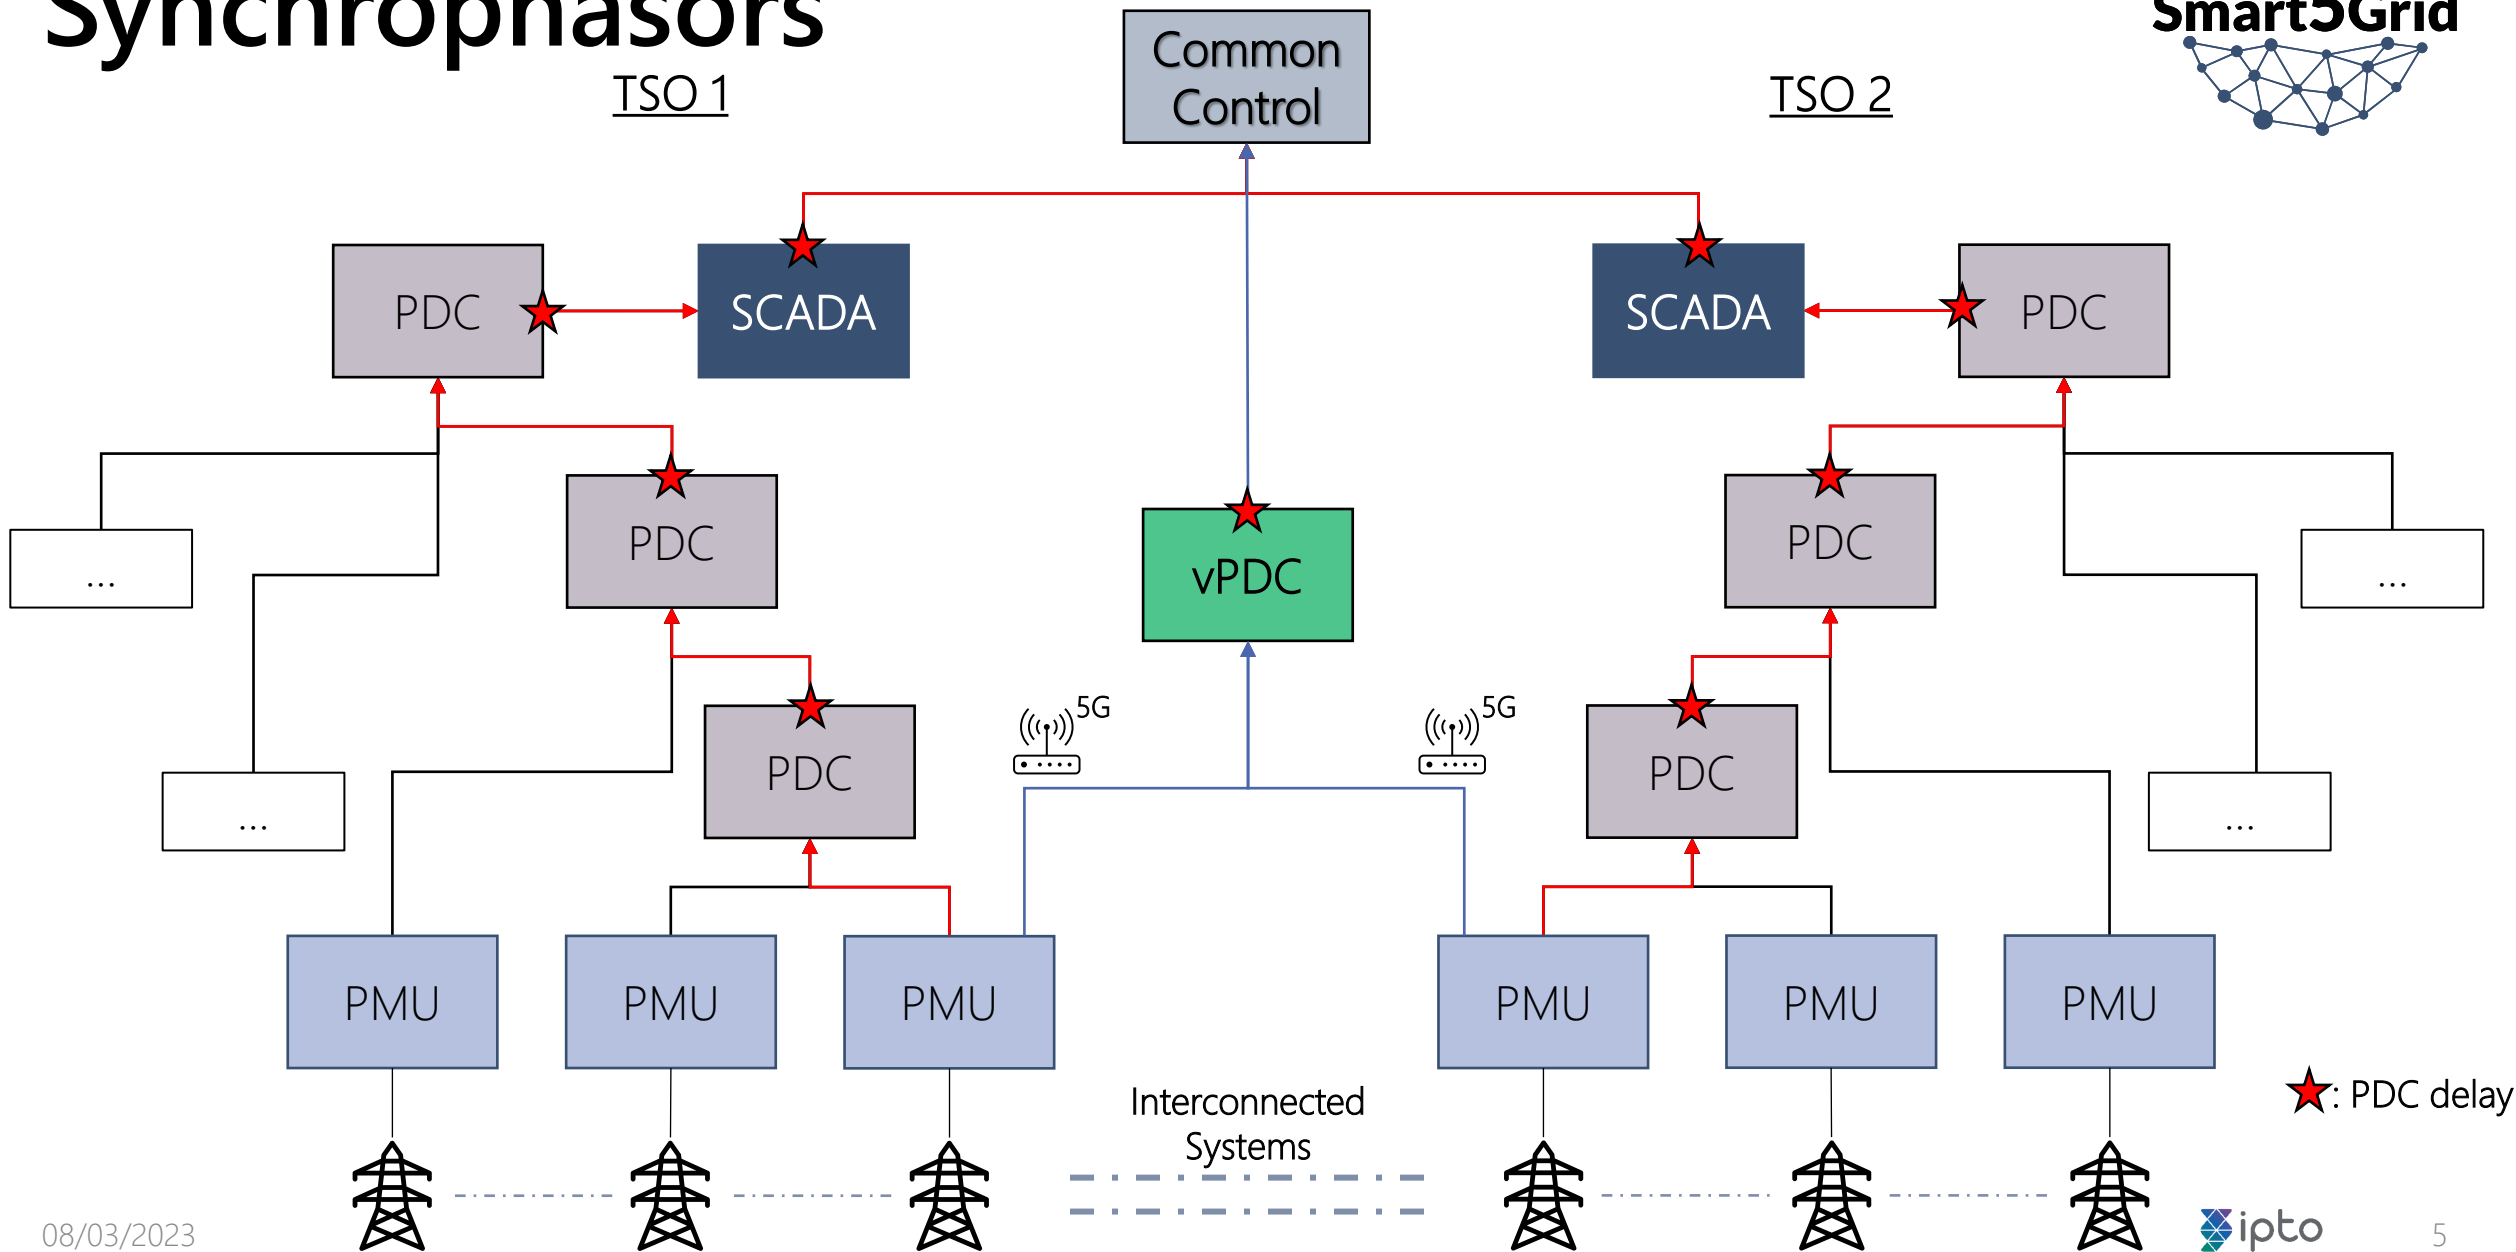 Synchrophasors
Smart5Grid
TSO 1
Common
Control
TSO 2
PDC
SCADA
SCADA
PDC
PDC
vPDC
PDC
...
...
5G
5G
PDC
PDC
...
...
PMU
PMU
PMU
PMU
PMU
PMU
Interconnected
Systems
: PDC delay
08/03/2023
ipto
5